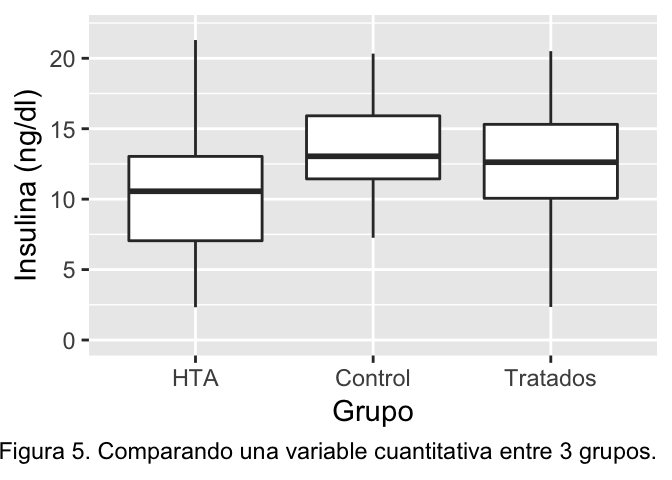 20
15
10
5
0
Insulina (ng/dl)
HTA Control Tratados
Grupo
Figura 5. Comparando una variable cuantitativa entre 3 grupos.